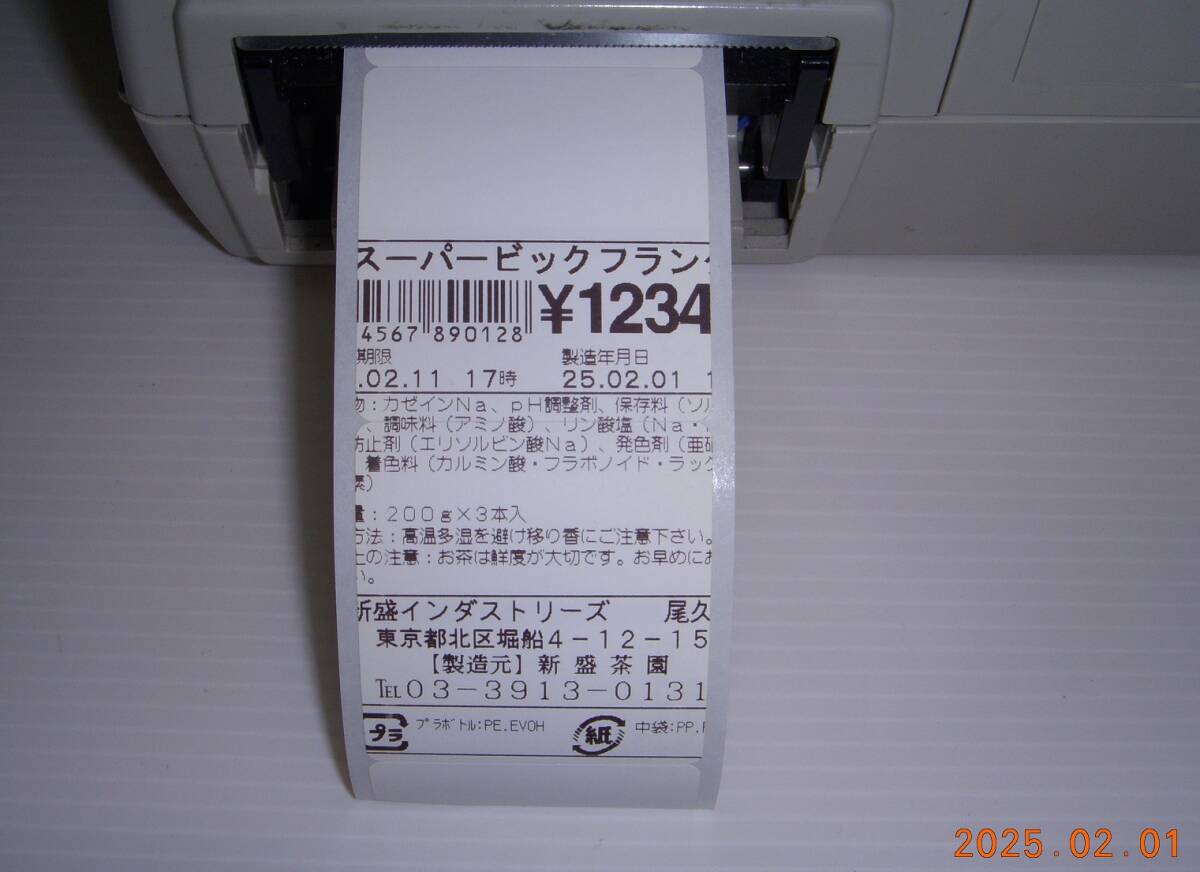 スーパービックフラン
¥1234
4567 890128
期限 製造年月日
.02.11 17時 25.02.01 1
物：カゼインNa、pH調整剤、保存料（ソル
、調味料（アミノ酸）、リン酸塩（Na・
防止剤（エリソルビン酸Na）、発色剤（亜硝
着色料（カルミン酸・フラボノイド・ラック
素）
量：200g×3本入
方法：高温多湿を避け移り香にご注意下さい。
上の注意：お茶は鮮度が大切です。お早めにお
い。
新盛インダストリーズ 尾久
東京都北区堀船4-12-15
【製造元】新盛茶園
TEL03-3913-0131
プラ プラボトル:PE.EVOH 紙 中袋:PP.P
2025.02.01